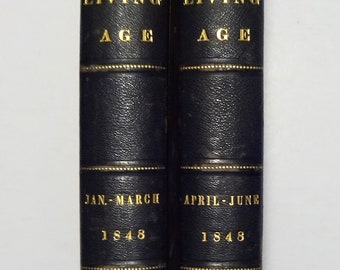 LIVING
AGE
JAN.-MARCH
1848
LIVING
AGE
APRIL-JUNE
1848